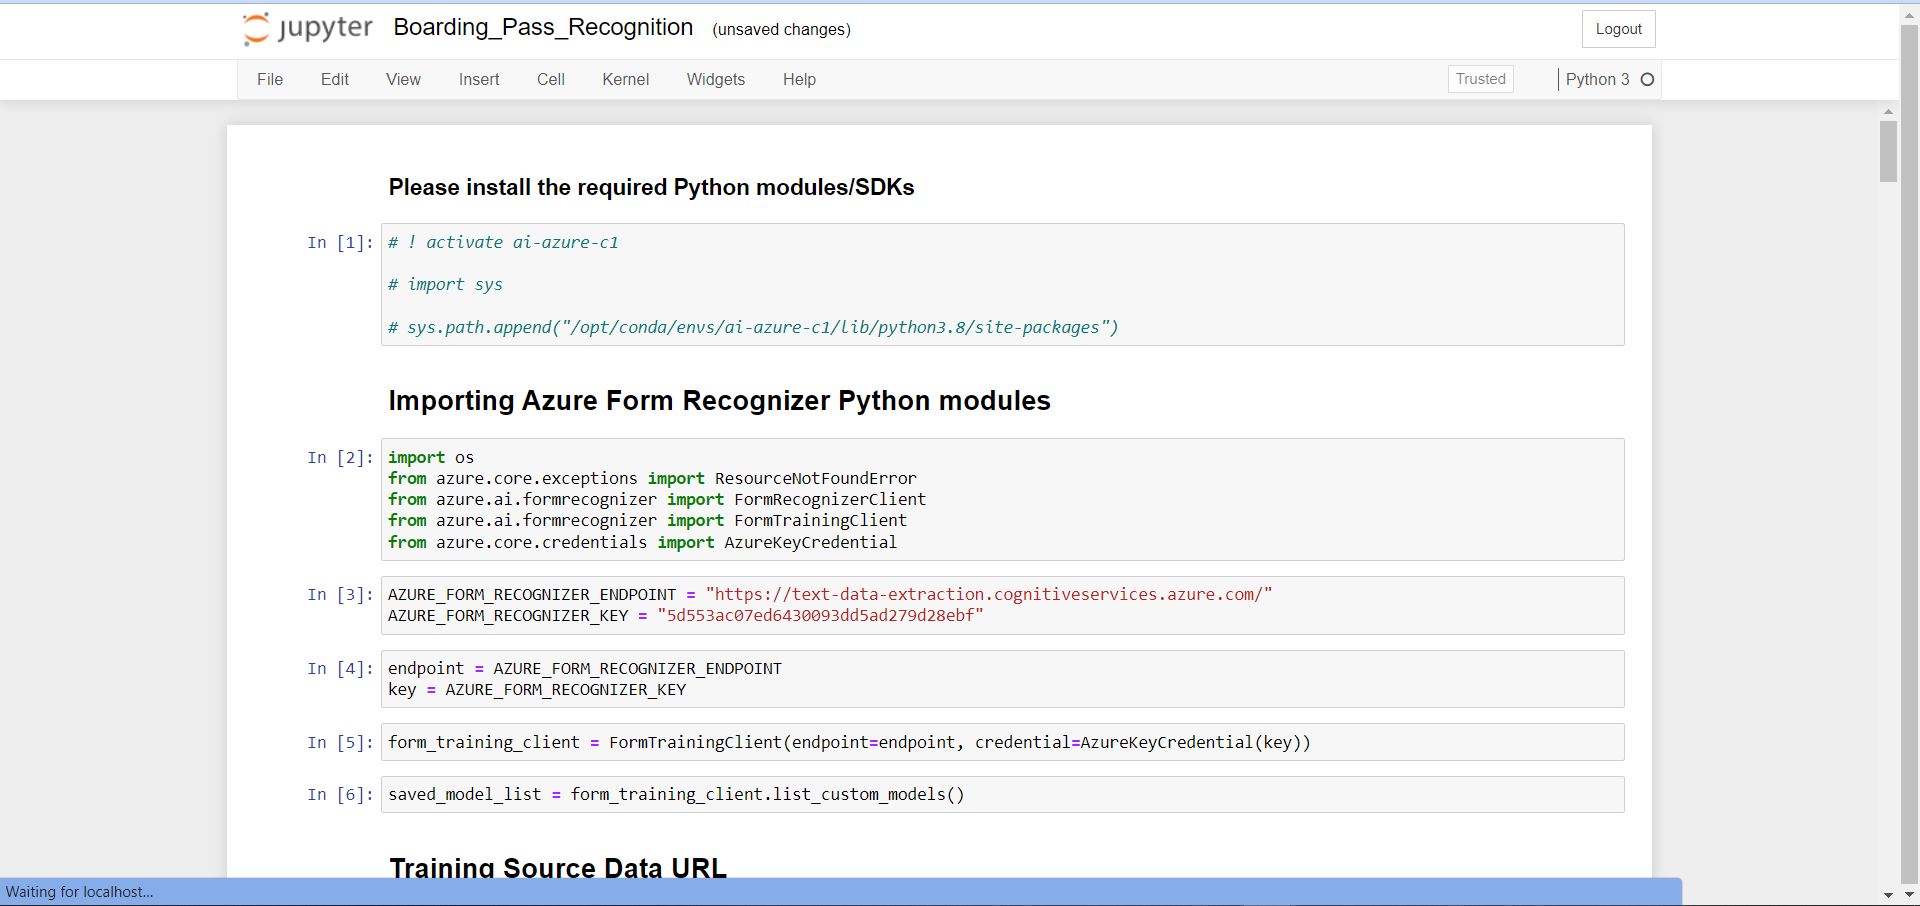 jupyter Boarding_Pass_Recognition (unsaved changes) Logout
File Edit View Insert Cell Kernel Widgets Help Trusted Python 3
Please install the required Python modules/SDKs
In [1]: # ! activate ai-azure-c1
# import sys
# sys.path.append("/opt/conda/envs/ai-azure-c1/lib/python3.8/site-packages")
Importing Azure Form Recognizer Python modules
In [2]: import os
from azure.core.exceptions import ResourceNotFoundError
from azure.ai.formrecognizer import FormRecognizerClient
from azure.ai.formrecognizer import FormTrainingClient
from azure.core.credentials import AzureKeyCredential
In [3]: AZURE_FORM_RECOGNIZER_ENDPOINT = "https://text-data-extraction.cognitiveservices.azure.com/"
AZURE_FORM_RECOGNIZER_KEY = "5d553ac07ed6430093dd5ad279d28ebf"
In [4]: endpoint = AZURE_FORM_RECOGNIZER_ENDPOINT
key = AZURE_FORM_RECOGNIZER_KEY
In [5]: form_training_client = FormTrainingClient(endpoint=endpoint, credential=AzureKeyCredential(key))
In [6]: saved_model_list = form_training_client.list_custom_models()
Training Source Data URL
Waiting for localhost...